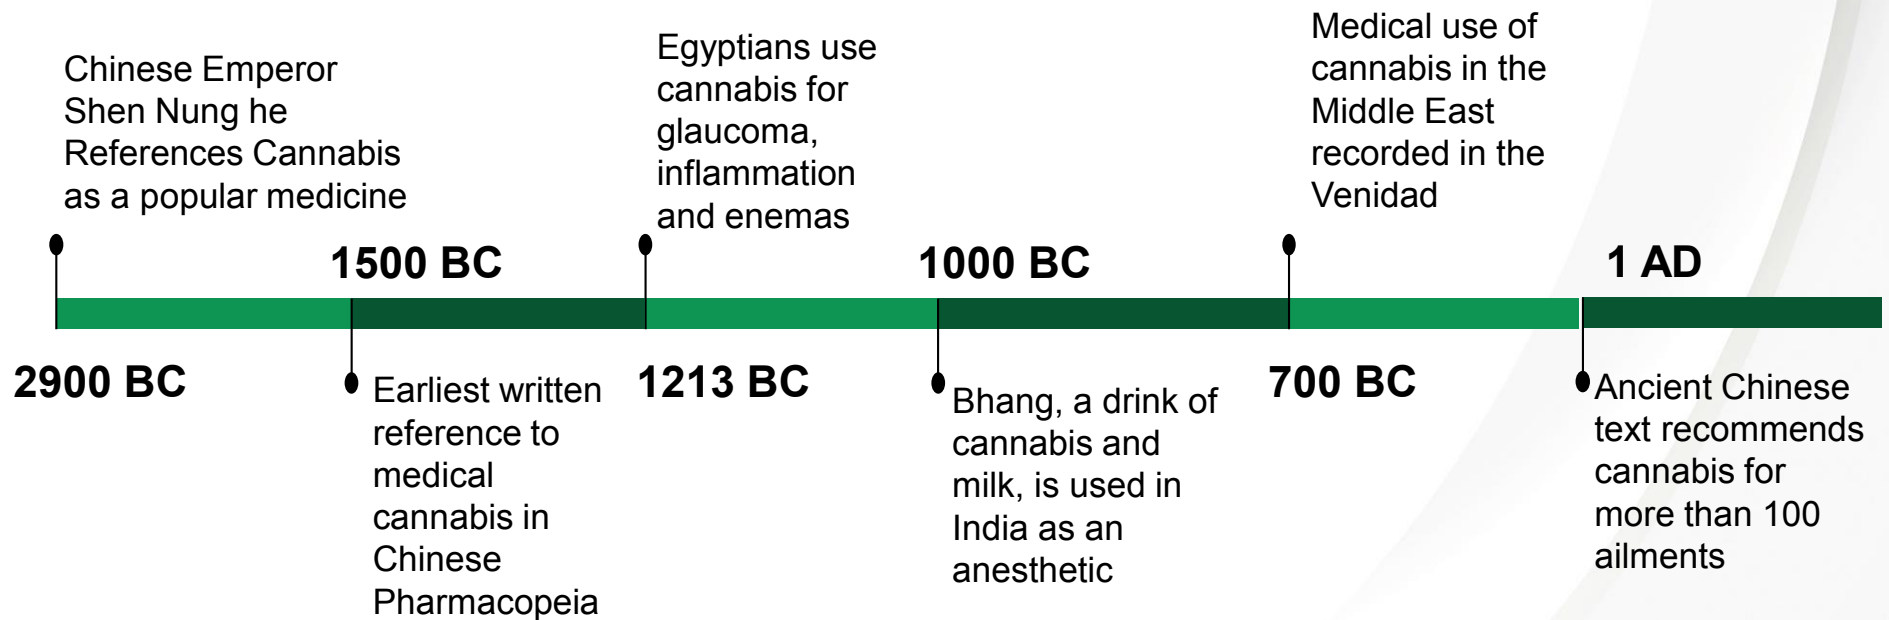 2900 BC
Chinese Emperor
Shen Nung he
References Cannabis
as a popular medicine
1500 BC
Earliest written
reference to
medical
cannabis in
Chinese
Pharmacopeia
1213 BC
Egyptians use
cannabis for
glaucoma,
inflammation
and enemas
1000 BC
Bhang, a drink of
cannabis and
milk, is used in
India as an
anesthetic
700 BC
Medical use of
cannabis in the
Middle East
recorded in the
Venidad
1 AD
Ancient Chinese
text recommends
cannabis for
more than 100
ailments